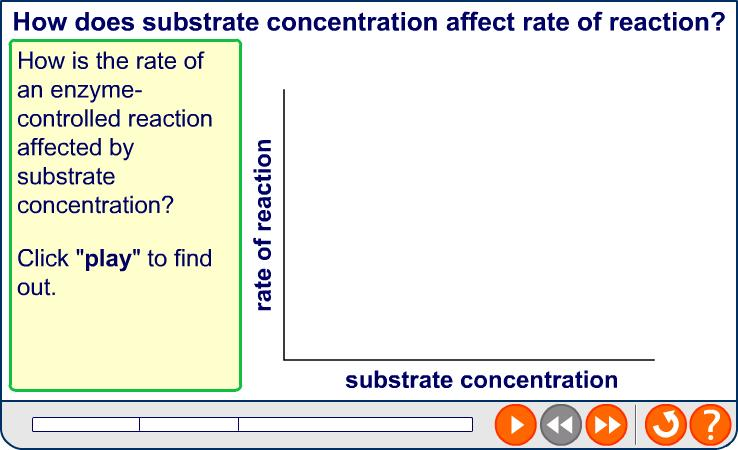 How does substrate concentration affect rate of reaction?
How is the rate of
an enzyme-
controlled reaction
affected by
substrate
concentration?
Click "play" to find
out.
rate of reaction
substrate concentration
?